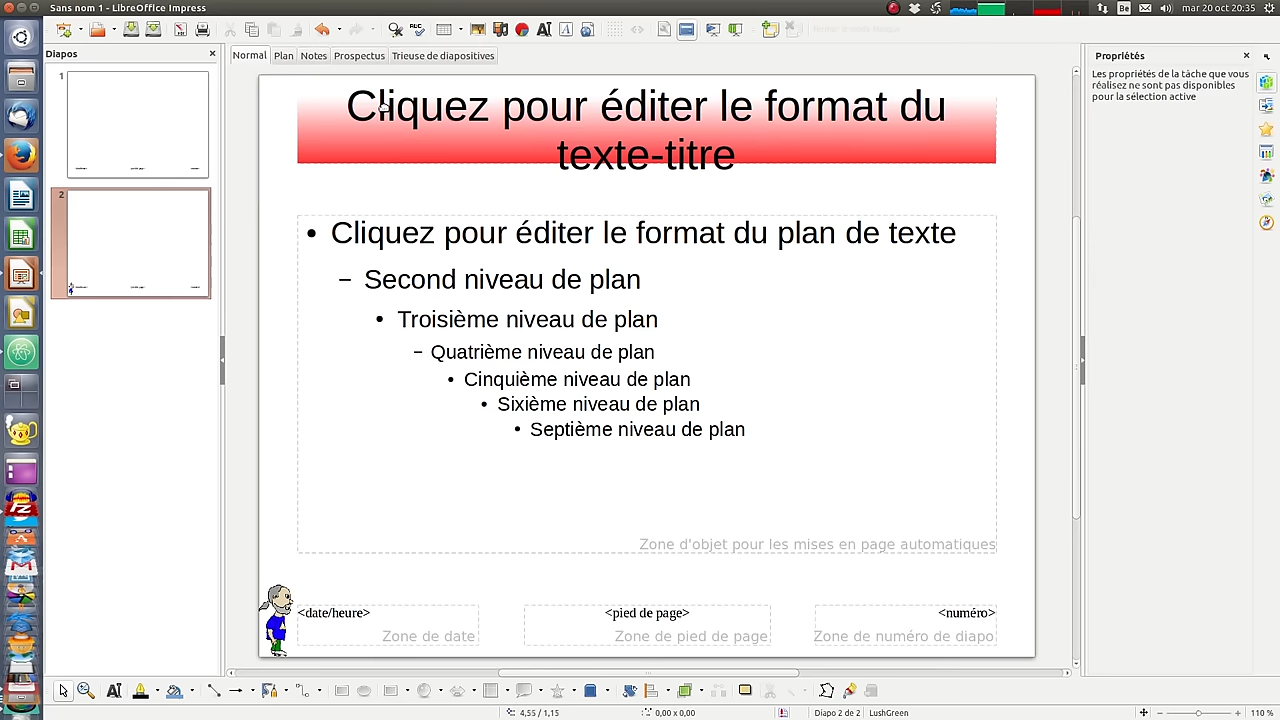 Sans nom 1 - LibreOffice Impress
Be
mar 20 oct 20:35
Diapos
Normal
Plan
Notes
Prospectus
Trieuse de diapositives
Propriétés
Les propriétés de la tâche que vous
réalisez ne sont pas disponibles
pour la sélection active
1
2
Cliquez pour éditer le format du
texte-titre
• Cliquez pour éditer le format du plan de texte
– Second niveau de plan
• Troisième niveau de plan
– Quatrième niveau de plan
• Cinquième niveau de plan
• Sixième niveau de plan
• Septième niveau de plan
Zone d'objet pour les mises en page automatiques
<date/heure>
<pied de page>
<numéro>
Zone de date
Zone de pied de page
Zone de numéro de diapo
4,55 / 1,15
0,00 x 0,00
Diapo 2 de 2
LushGreen
110 %